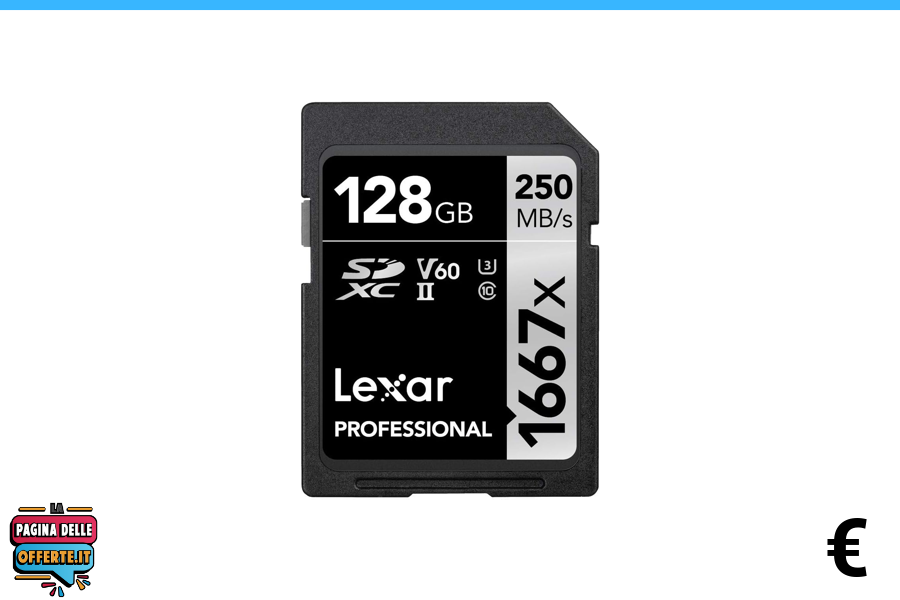 128GB
250
MB/s
SD
XC
V60
II
3
10
1667x
Lexar
PROFESSIONAL
LA
PAGINA DELLE
OFFERTE.IT
€